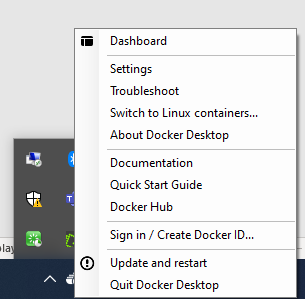 Dashboard
Settings
Troubleshoot
Switch to Linux containers...
About Docker Desktop
Documentation
Quick Start Guide
Docker Hub
Sign in / Create Docker ID...
Update and restart
Quit Docker Desktop